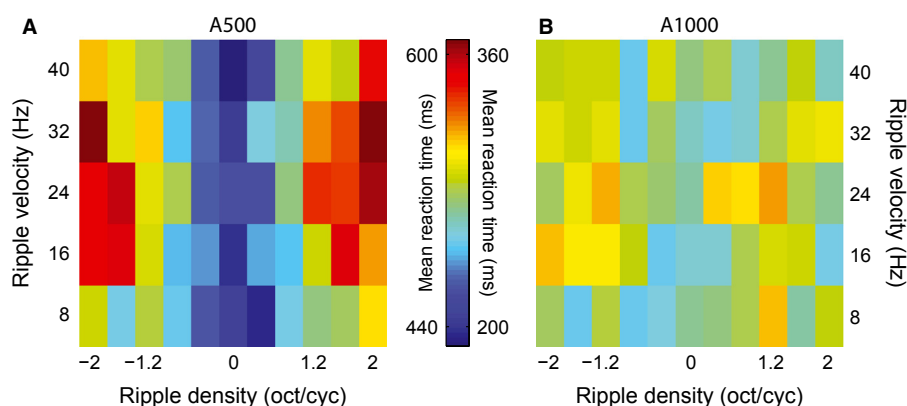 A
A500
Ripple velocity (Hz)
40
32
24
16
8
−2
−1.2
0
1.2
2
Ripple density (oct/cyc)
600
440
Mean reaction time (ms)
360
200
Mean reaction time (ms)
B
A1000
−2
−1.2
0
1.2
2
Ripple density (oct/cyc)
40
32
24
16
8
Ripple velocity (Hz)